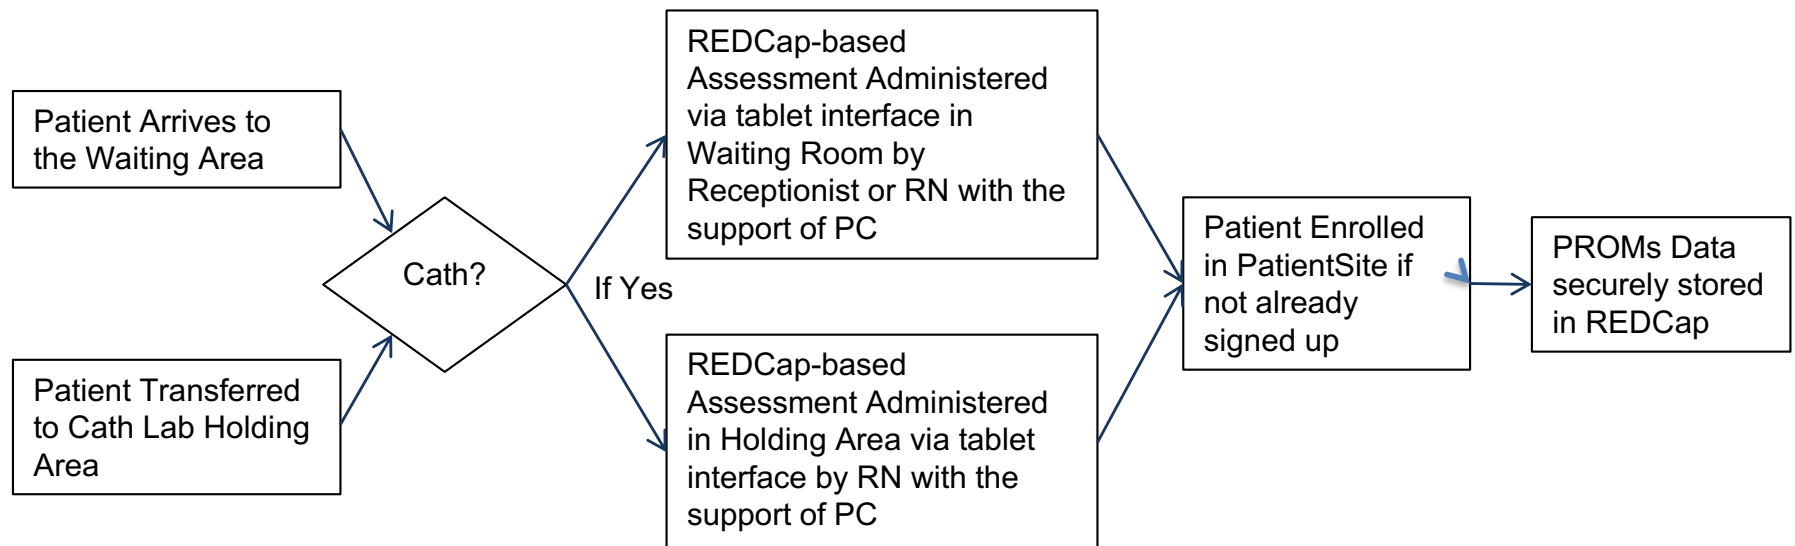 Patient Arrives to
the Waiting Area
Patient Transferred
to Cath Lab Holding
Area
Cath?
If Yes
REDCap-based
Assessment Administered
via tablet interface in
Waiting Room by
Receptionist or RN with the
support of PC
REDCap-based
Assessment Administered
in Holding Area via tablet
interface by RN with the
support of PC
Patient Enrolled
in PatientSite if
not already
signed up
PROMs Data
securely stored
in REDCap